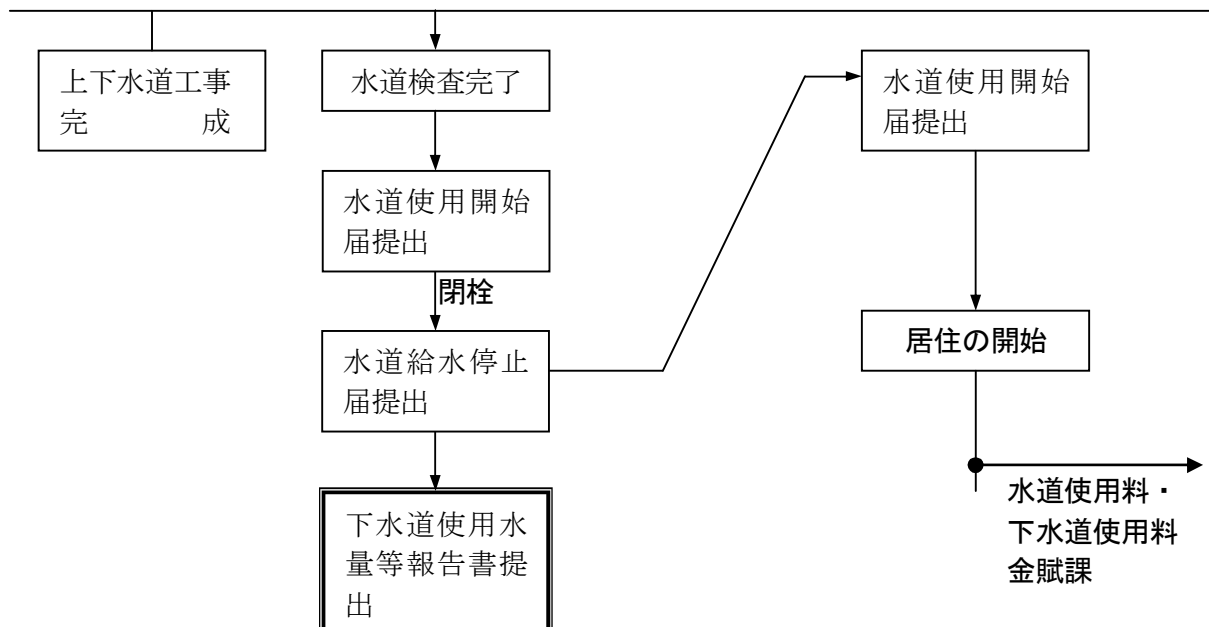 上下水道工事
完成
水道検査完了
水道使用開始
届提出
閉栓
水道給水停止
届提出
下水道使用水
量等報告書提
出
水道使用開始
届提出
居住の開始
水道使用料・
下水道使用料
金賦課